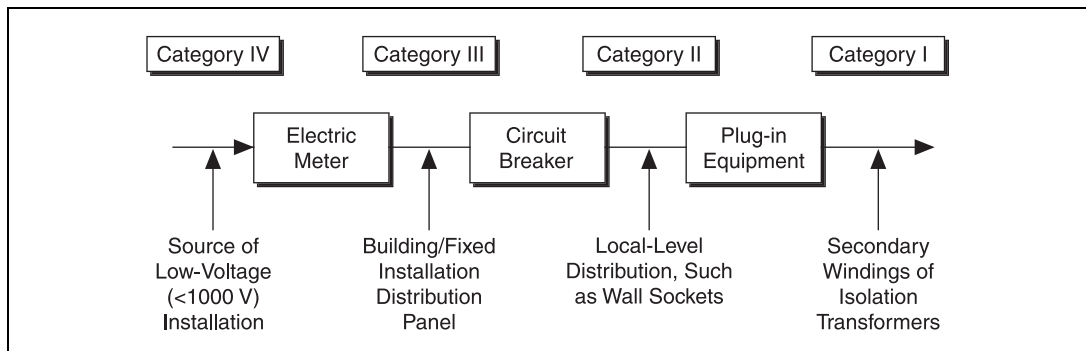 Category IV
Category III
Category II
Category I
Electric
Meter
Circuit
Breaker
Plug-in
Equipment
Source of
Low-Voltage
(<1000 V)
Installation
Building/Fixed
Installation
Distribution
Panel
Local-Level
Distribution, Such
as Wall Sockets
Secondary
Windings of
Isolation
Transformers